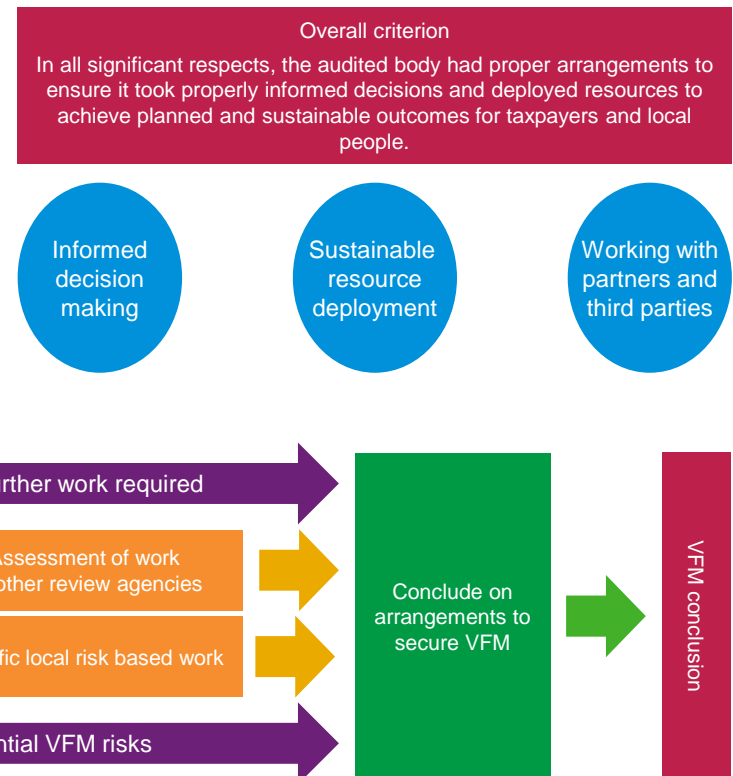 Overall criterion
In all significant respects, the audited body had proper arrangements to
ensure it took properly informed decisions and deployed resources to
achieve planned and sustainable outcomes for taxpayers and local
people.
Informed
decision
making
Sustainable
resource
deployment
Working with
partners and
third parties
urther work required
Assessment of work
other review agencies
fic local risk based work
ntial VFM risks
Conclude on
arrangements to
secure VFM
VFM conclusion